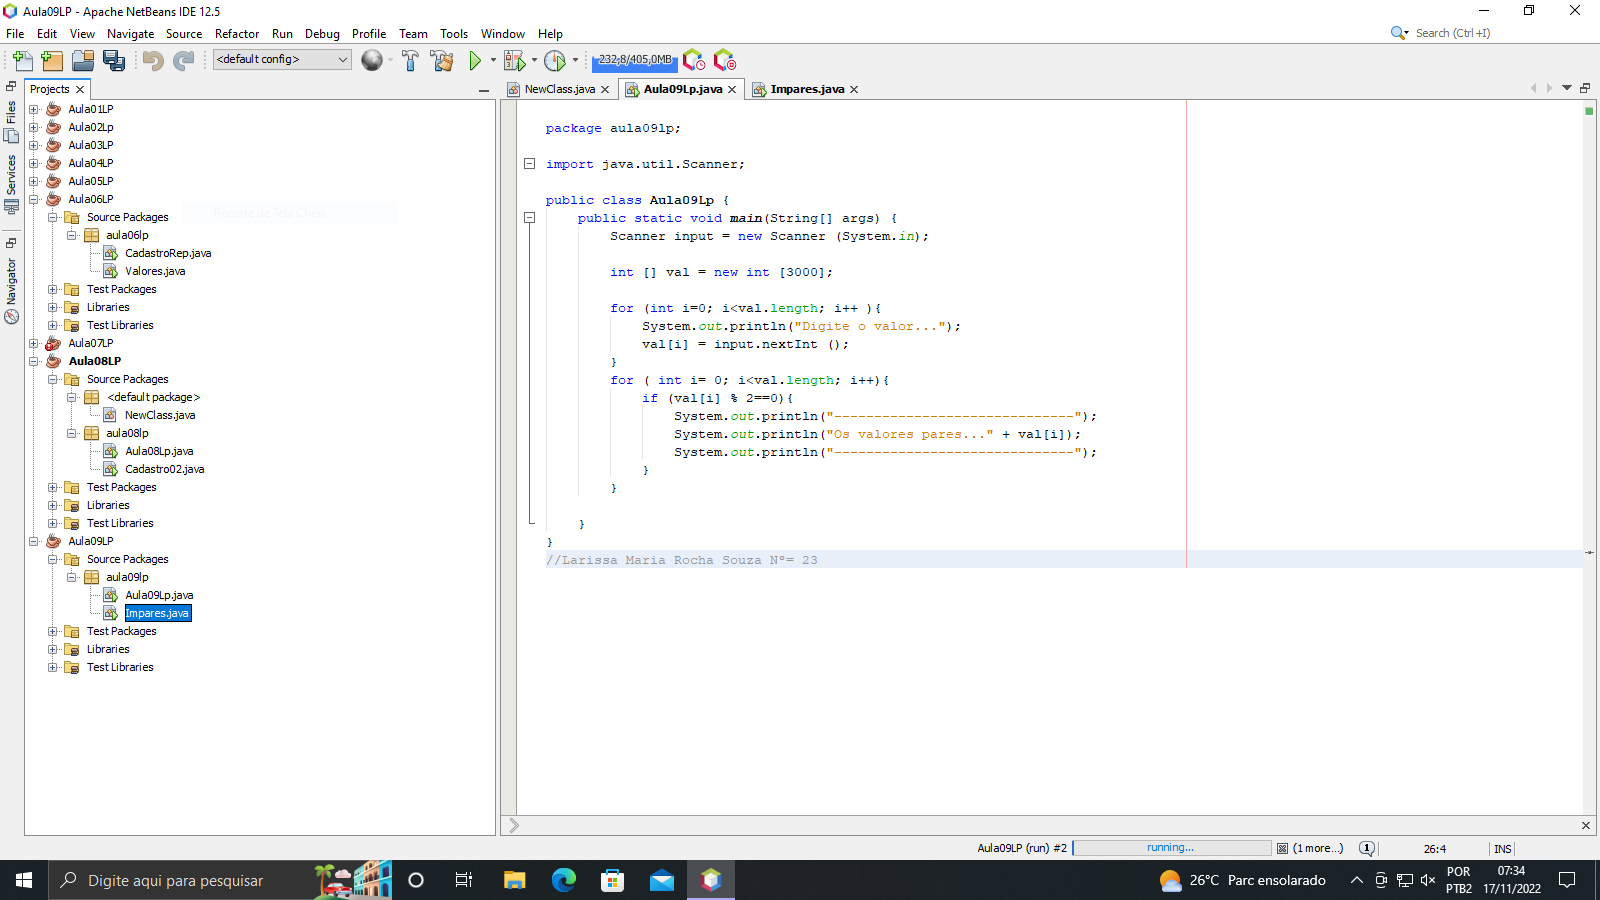 Aula09LP - Apache NetBeans IDE 12.5
File Edit View Navigate Source Refactor Run Debug Profile Team Tools Window Help
Search (Ctrl+I)
<default config>
232,8/405,0MB
Projects
NewClass.java
Aula09Lp.java
Impares.java
Files
Services
Navigator
Aula01LP
Aula02Lp
Aula03LP
Aula04LP
Aula05LP
Aula06LP
Source Packages
aula06lp
CadastroRep.java
Valores.java
Test Packages
Libraries
Test Libraries
Aula07LP
Aula08LP
Source Packages
<default package>
NewClass.java
aula08lp
Aula08Lp.java
Cadastro02.java
Test Packages
Libraries
Test Libraries
Aula09LP
Source Packages
aula09lp
Aula09Lp.java
Impares.java
Test Packages
Libraries
Test Libraries
Recorte de Tela Cheia
package aula09lp;
import java.util.Scanner;
public class Aula09Lp {
public static void main(String[] args) {
Scanner input = new Scanner (System.in);
int [] val = new int [3000];
for (int i=0; i<val.length; i++ ){
System.out.println("Digite o valor...");
val[i] = input.nextInt ();
}
for ( int i= 0; i<val.length; i++){
if (val[i] % 2==0){
System.out.println("------------------------------");
System.out.println("Os valores pares..." + val[i]);
System.out.println("------------------------------");
}
}
}
}
//Larissa Maria Rocha Souza N°= 23
Aula09LP (run) #2
running...
(1 more...)
1
26:4
INS
Digite aqui para pesquisar
26°C Parc ensolarado
POR
PTB2
07:34
17/11/2022